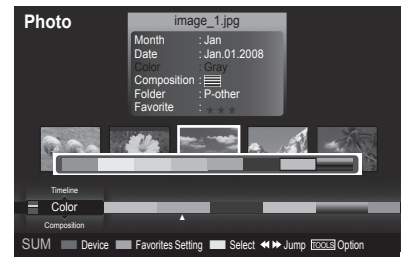 Photo
image_1.jpg
Month : Jan
Date : Jan.01.2008
Color : Gray
Composition :
Folder : P-other
Favorite : ★★★
Timeline
Color
Composition
SUM Device Favorites Setting Select ◀◀ ▶▶ Jump TOOLS Option